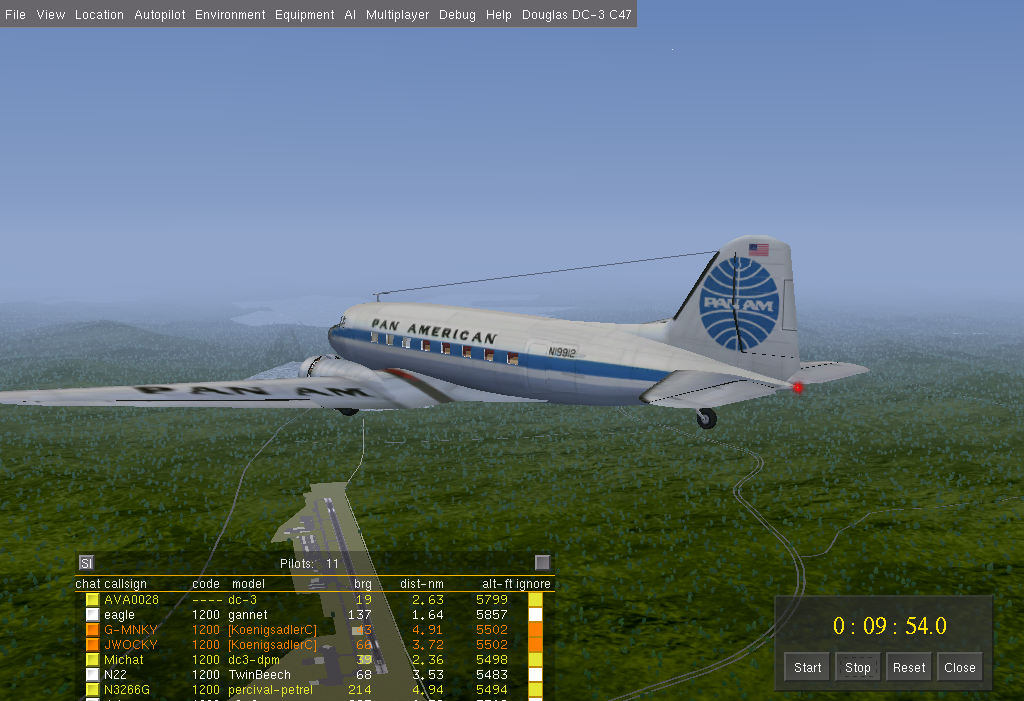 File View Location Autopilot Environment Equipment AI Multiplayer Debug Help Douglas DC-3 C47
PAN AM
PAN AMERICAN
N19912
PAN AM
SI Pilots: 11
chat callsign code model brg dist-nm alt-ft ignore
AVA0028 ---- dc-3 19 2.63 5799
eagle 1200 gannet 137 1.64 5857
G-MNKY 1200 [KoenigsadlerC] 4.91 5502
JWOCKY 1200 [KoenigsadlerC] 66 3.72 5502
Michat 1200 dc3-dpm 39 2.36 5498
N22 1200 TwinBeech 68 3.53 5483
N3266G 1200 percival-petrel 214 4.94 5494
0 : 09 : 54.0
Start Stop Reset Close